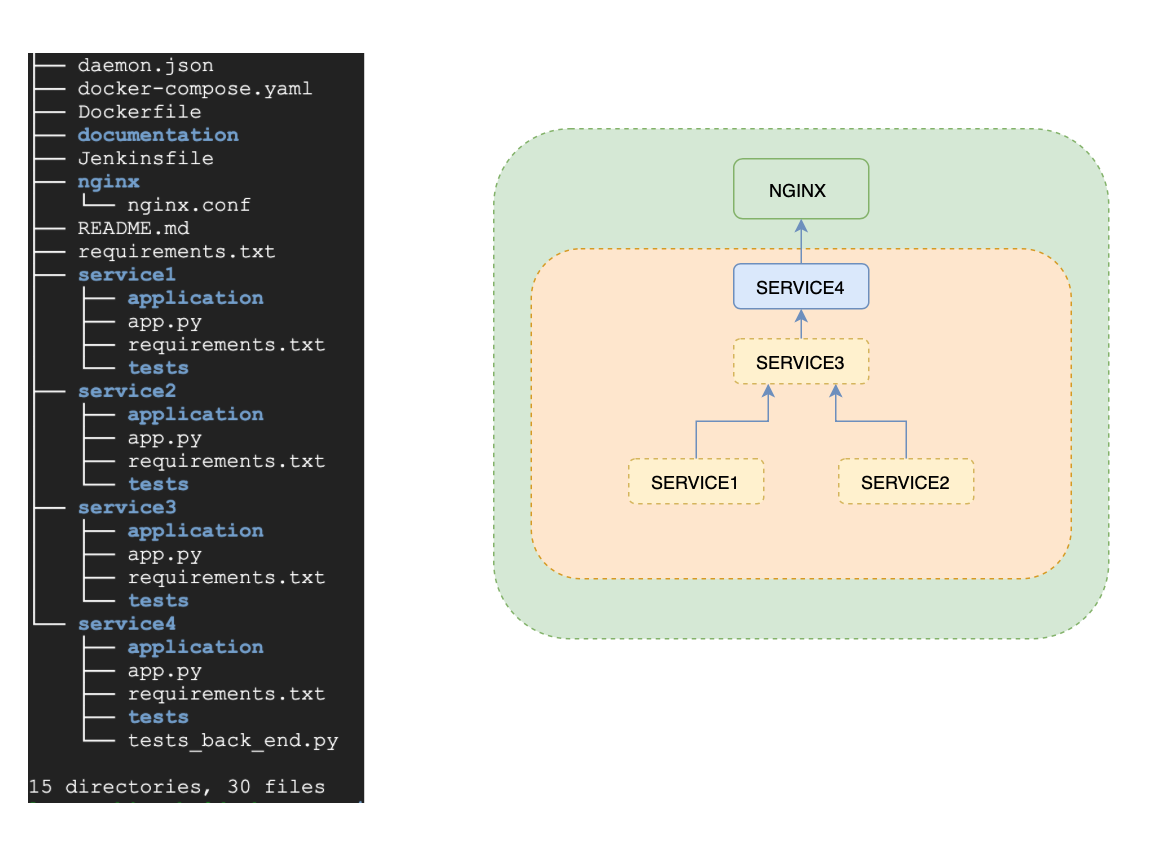 daemon.json
docker-compose.yaml
Dockerfile
documentation
Jenkinsfile
nginx
nginx.conf
README.md
requirements.txt
service1
application
app.py
requirements.txt
tests
service2
application
app.py
requirements.txt
tests
service3
application
app.py
requirements.txt
tests
service4
application
app.py
requirements.txt
tests
tests_back_end.py
15 directories, 30 files
NGINX
SERVICE4
SERVICE3
SERVICE1
SERVICE2